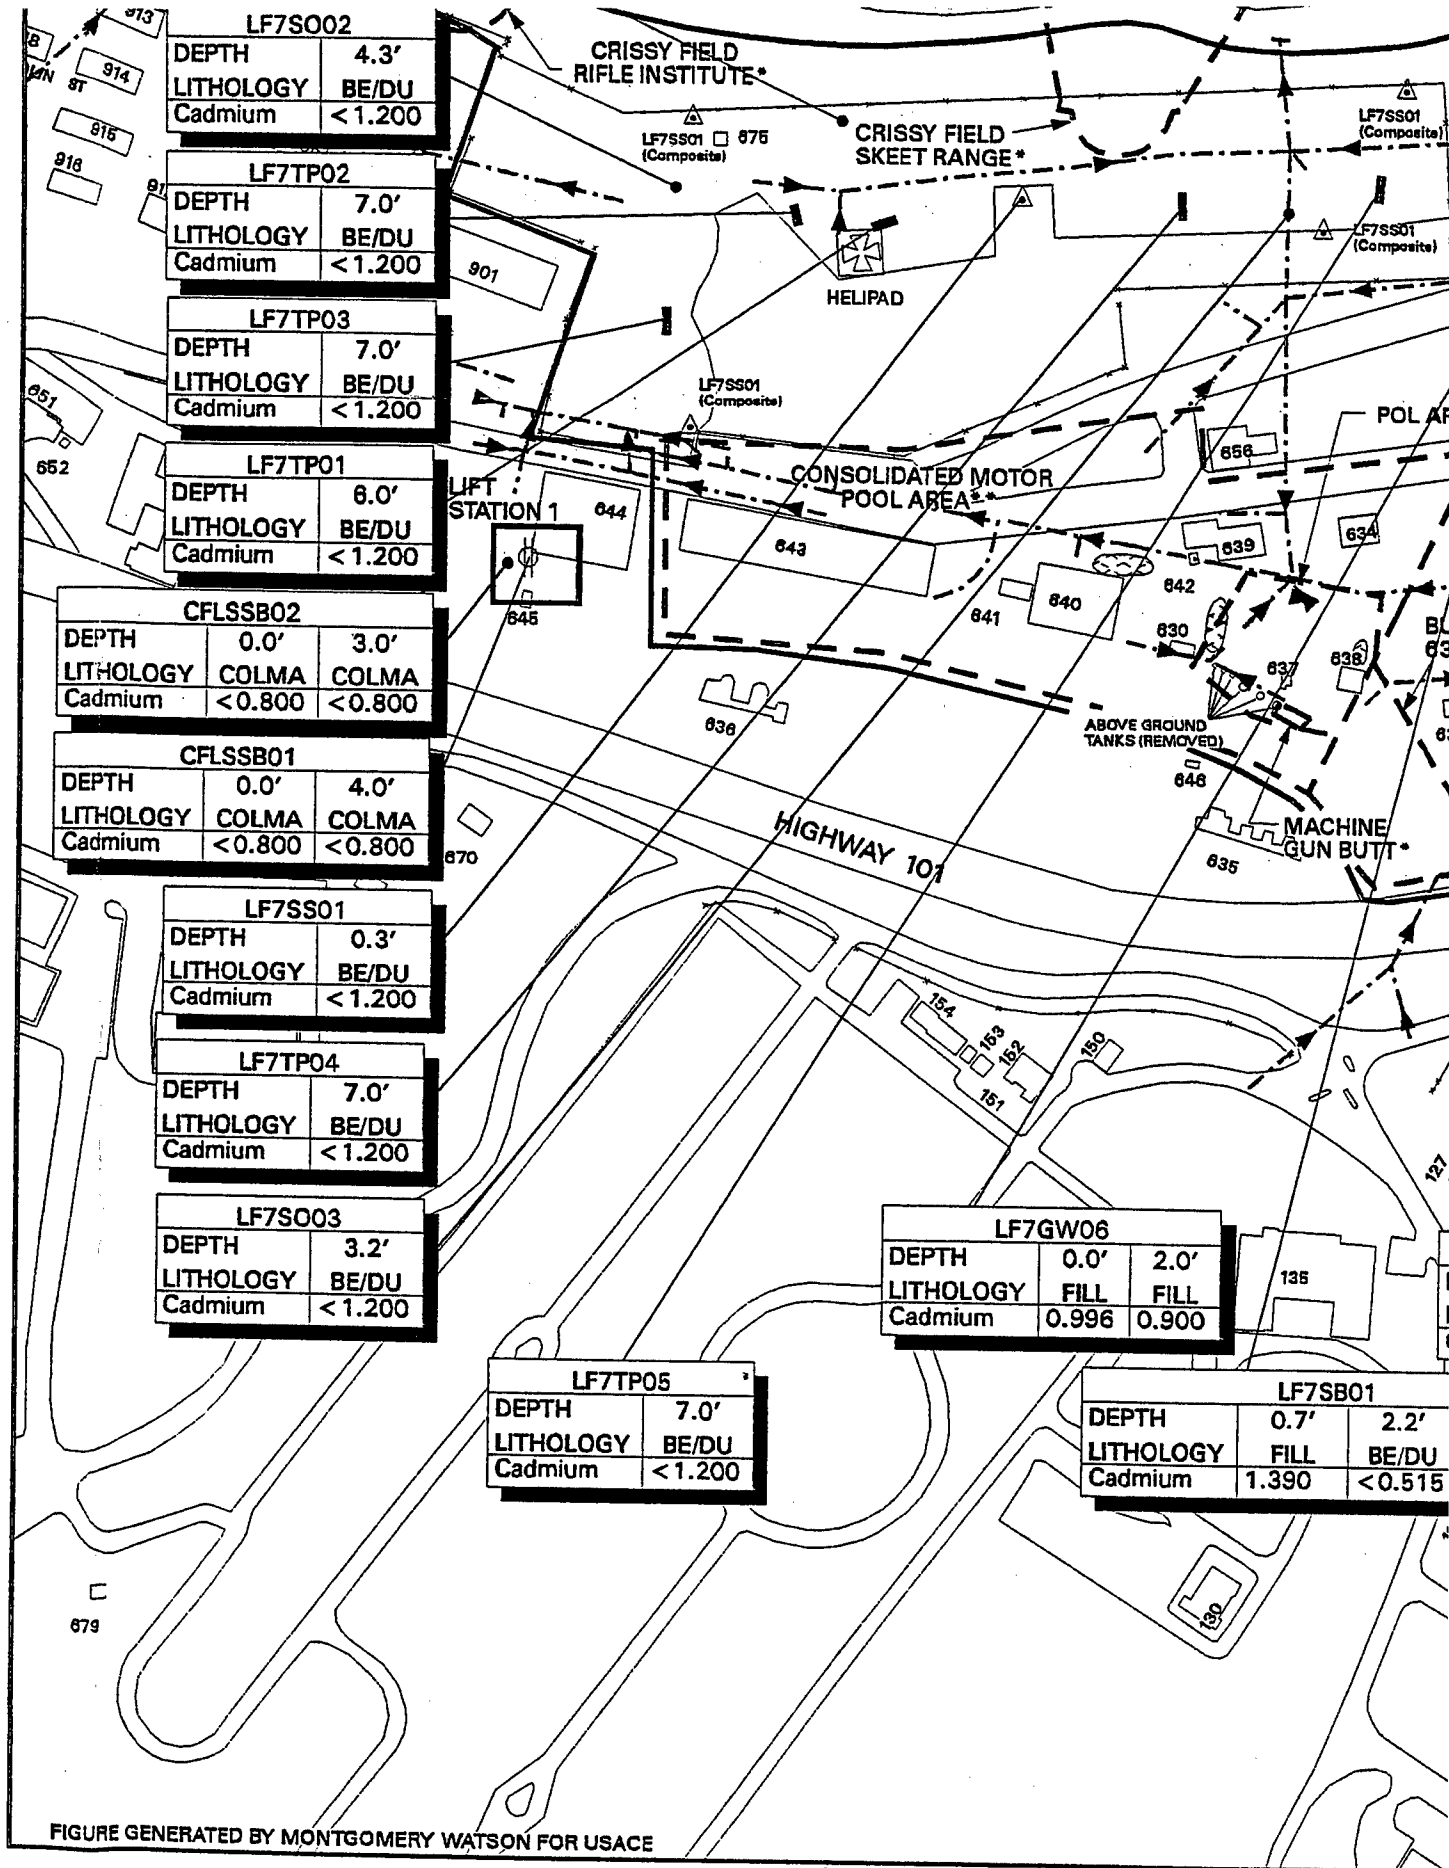 LF7SO02
DEPTH 4.3'
LITHOLOGY BE/DU
Cadmium <1.200
LF7TP02
DEPTH 7.0'
LITHOLOGY BE/DU
Cadmium <1.200
LF7TP03
DEPTH 7.0'
LITHOLOGY BE/DU
Cadmium <1.200
LF7TP01
DEPTH 6.0'
LITHOLOGY BE/DU
Cadmium <1.200
CFLSSB02
DEPTH 0.0' 3.0'
LITHOLOGY COLMA COLMA
Cadmium <0.800 <0.800
CFLSSB01
DEPTH 0.0' 4.0'
LITHOLOGY COLMA COLMA
Cadmium <0.800 <0.800
LF7SS01
DEPTH 0.3'
LITHOLOGY BE/DU
Cadmium <1.200
LF7TP04
DEPTH 7.0'
LITHOLOGY BE/DU
Cadmium <1.200
LF7SO03
DEPTH 3.2'
LITHOLOGY BE/DU
Cadmium <1.200
LF7TP05
DEPTH 7.0'
LITHOLOGY BE/DU
Cadmium <1.200
LF7GW06
DEPTH 0.0' 2.0'
LITHOLOGY FILL FILL
Cadmium 0.996 0.900
LF7SB01
DEPTH 0.7' 2.2'
LITHOLOGY FILL BE/DU
Cadmium 1.390 <0.515
913
914
ST
915
916
901
CRISSY FIELD
RIFLE INSTITUTE*
LF7SS01
(Composite)
675
CRISSY FIELD
SKEET RANGE*
LF7SS01
(Composite)
LF7SS01
(Composite)
HELIPAD
LF7SS01
(Composite)
POL
651
652
LIFT
STATION 1
644
645
CONSOLIDATED MOTOR
POOL AREA**
643
656
639
634
642
641
640
630
637
638
636
ABOVE GROUND
TANKS (REMOVED)
646
635
MACHINE
GUN BUTT*
670
HIGHWAY 101
154
153
152
151
150
127
135
130
679
FIGURE GENERATED BY MONTGOMERY WATSON FOR USACE